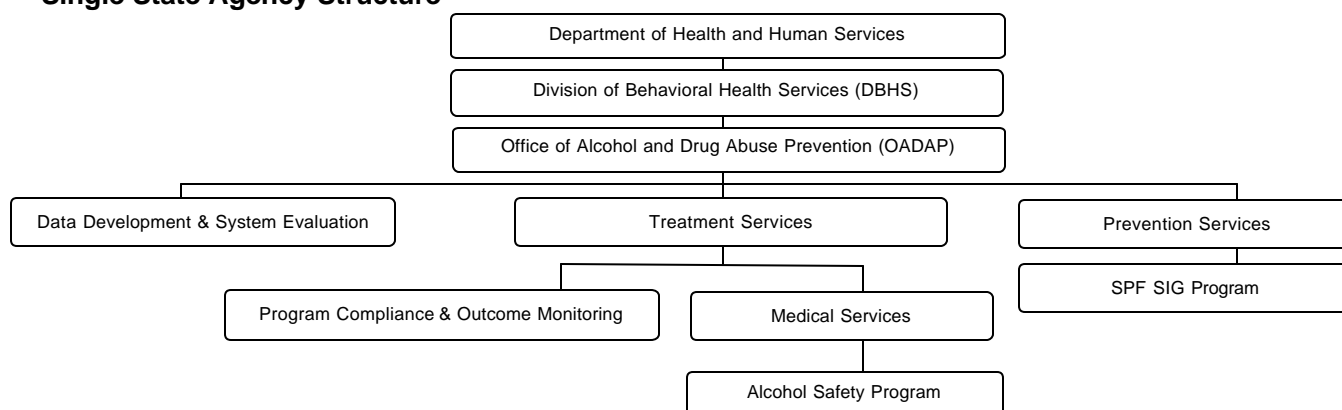 Single State Agency Structure
Department of Health and Human Services
Division of Behavioral Health Services (DBHS)
Office of Alcohol and Drug Abuse Prevention (OADAP)
Data Development & System Evaluation
Treatment Services
Prevention Services
SPF SIG Program
Program Compliance & Outcome Monitoring
Medical Services
Alcohol Safety Program